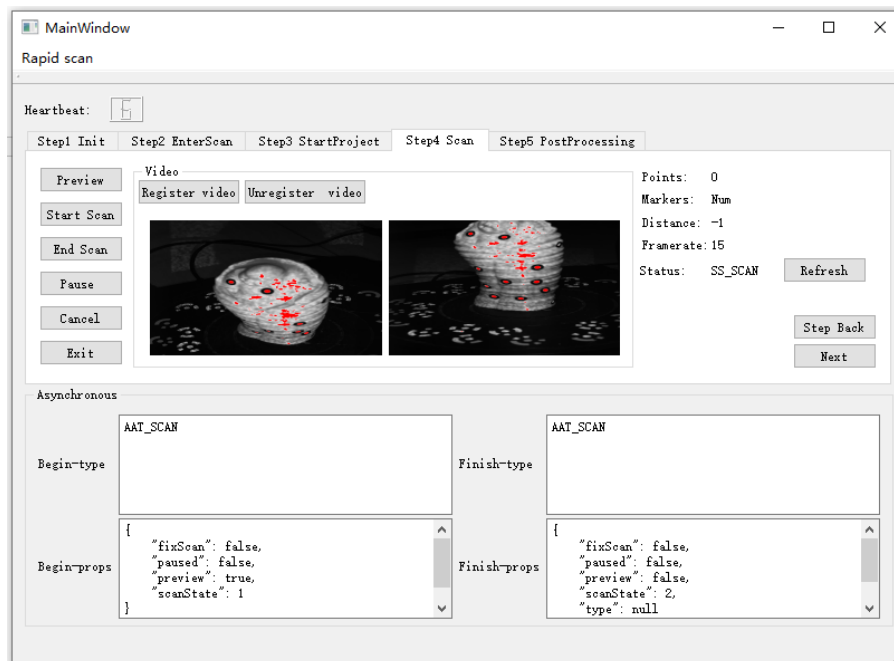 MainWindow
Rapid scan
Heartbeat: 6
Step1 Init Step2 EnterScan Step3 StartProject Step4 Scan Step5 PostProcessing
Preview
Start Scan
End Scan
Pause
Cancel
Exit
Video
Register video Unregister video
Points: 0
Markers: Num
Distance: -1
Framerate: 15
Status: SS_SCAN Refresh
Step Back
Next
Asynchronous
Begin-type
AAT_SCAN
Finish-type
AAT_SCAN
Begin-props
{
"fixScan": false,
"paused": false,
"preview": true,
"scanState": 1
}
Finish-props
{
"fixScan": false,
"paused": false,
"preview": false,
"scanState": 2,
"type": null